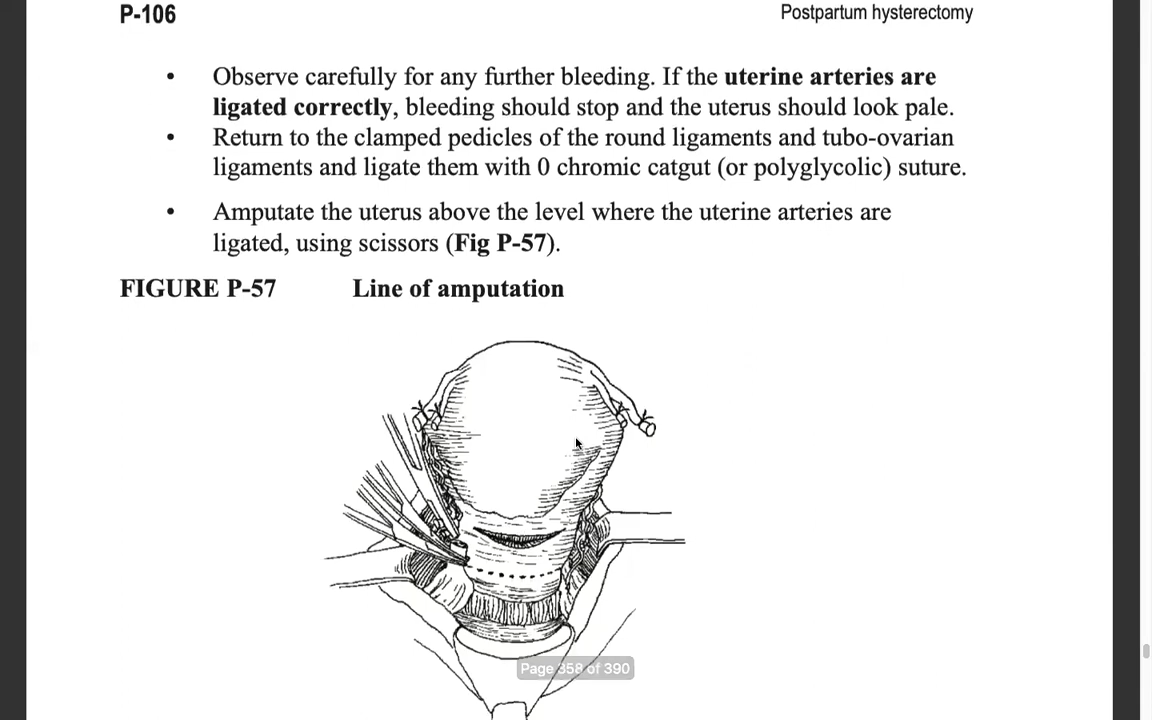 P-106
Postpartum hysterectomy
• Observe carefully for any further bleeding. If the uterine arteries are
ligated correctly, bleeding should stop and the uterus should look pale.
• Return to the clamped pedicles of the round ligaments and tubo-ovarian
ligaments and ligate them with 0 chromic catgut (or polyglycolic) suture.
• Amputate the uterus above the level where the uterine arteries are
ligated, using scissors (Fig P-57).
FIGURE P-57 Line of amputation
Page 358 of 390